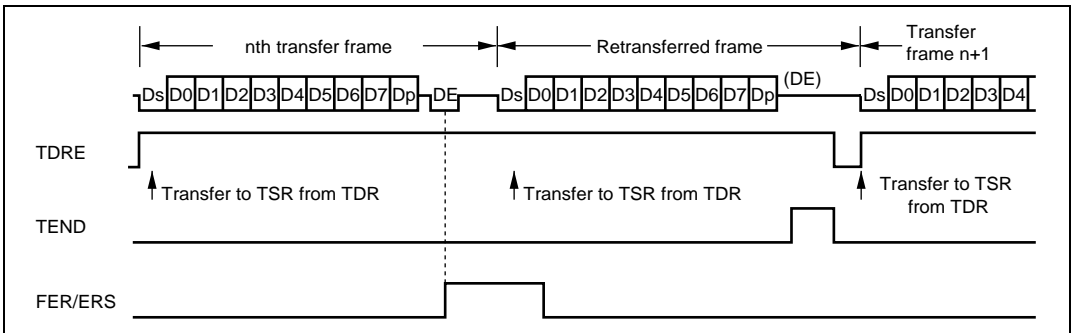 nth transfer frame
Retransferred frame
Transfer
frame n+1
Ds D0 D1 D2 D3 D4 D5 D6 D7 Dp DE
Ds D0 D1 D2 D3 D4 D5 D6 D7 Dp (DE)
Ds D0 D1 D2 D3 D4
TDRE
Transfer to TSR from TDR
Transfer to TSR from TDR
Transfer to TSR
from TDR
TEND
FER/ERS